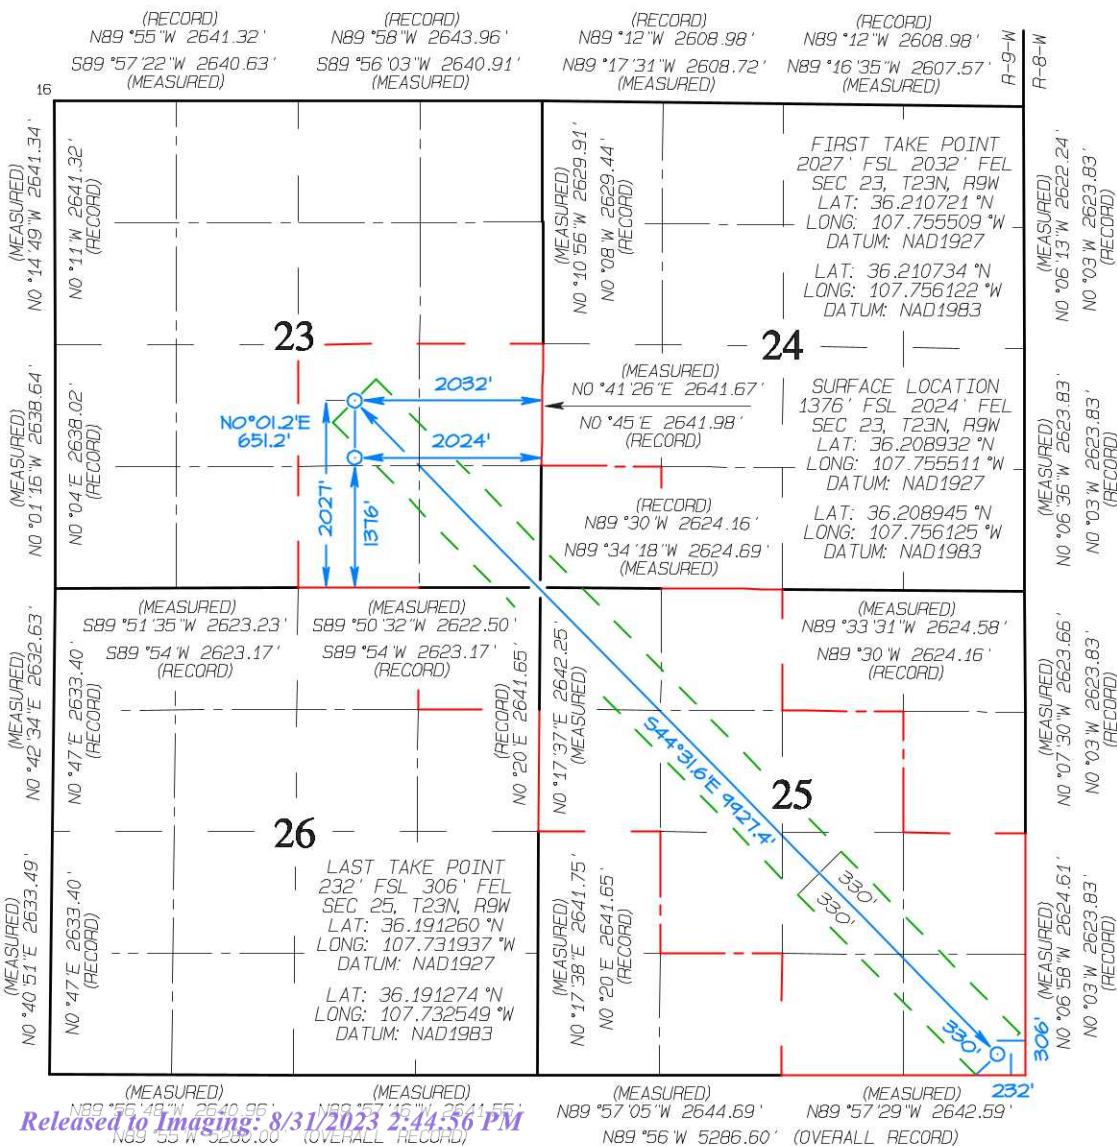 (RECORD)
N89°55'W 2641.32'
S89°57'22"W 2640.63'
(MEASURED)
(RECORD)
N89°58'W 2643.96'
S89°56'03"W 2640.91'
(MEASURED)
(RECORD)
N89°12'W 2608.98'
N89°17'31"W 2608.72'
(MEASURED)
(RECORD)
N89°12'W 2608.98'
N89°16'35"W 2607.57'
(MEASURED)
R-9-W
R-8-W
16
(MEASURED)
N0°14'49"W 2641.34'
N0°11'W 2641.32'
(RECORD)
N0°10'56"W 2629.91'
(MEASURED)
N0°08'W 2629.44'
(RECORD)
FIRST TAKE POINT
2027' FSL 2032' FEL
SEC 23, T23N, R9W
LAT: 36.210721°N
LONG: 107.755509°W
DATUM: NAD1927
LAT: 36.210734°N
LONG: 107.756122°W
DATUM: NAD1983
(MEASURED)
N0°06'13"W 2622.24'
N0°03'W 2623.83'
(RECORD)
23
24
(MEASURED)
N0°01'16"W 2638.64'
N0°04'E 2638.02'
(RECORD)
2032'
N0°01.2'E
651.2'
2024'
2027'
1376'
(MEASURED)
N0°41'26"E 2641.67'
N0°45'E 2641.98'
(RECORD)
(RECORD)
N89°30'W 2624.16'
N89°34'18"W 2624.69'
(MEASURED)
SURFACE LOCATION
1376' FSL 2024' FEL
SEC 23, T23N, R9W
LAT: 36.208932°N
LONG: 107.755511°W
DATUM: NAD1927
LAT: 36.208945°N
LONG: 107.756125°W
DATUM: NAD1983
(MEASURED)
N0°06'36"W 2623.83'
N0°03'W 2623.83'
(RECORD)
(MEASURED)
S89°51'35"W 2623.23'
S89°54'W 2623.17'
(RECORD)
(MEASURED)
S89°50'32"W 2622.50'
S89°54'W 2623.17'
(RECORD)
(MEASURED)
N89°33'31"W 2624.58'
N89°30'W 2624.16'
(RECORD)
(MEASURED)
N0°42'34"E 2632.63'
N0°47'E 2633.40'
(RECORD)
(RECORD)
N0°20'E 2641.65'
N0°17'37"E 2642.25'
(MEASURED)
S44°31.6'E 9927.4'
(MEASURED)
N0°07'30"W 2623.65'
N0°03'W 2623.83'
(RECORD)
25
26
(MEASURED)
N0°40'51"E 2633.49'
N0°47'E 2633.40'
(RECORD)
LAST TAKE POINT
232' FSL 306' FEL
SEC 25, T23N, R9W
LAT: 36.191260°N
LONG: 107.731937°W
DATUM: NAD1927
LAT: 36.191274°N
LONG: 107.732549°W
DATUM: NAD1983
(MEASURED)
N0°17'38"E 2641.75'
N0°20'E 2641.65'
(RECORD)
330'
330'
330'
306'
232'
(MEASURED)
N0°06'58"W 2624.61'
N0°03'W 2623.83'
(RECORD)
(MEASURED)
N89°56'48"W 2640.96'
(MEASURED)
N89°57'16"W 2641.55'
N89°55'W 5280.00' (OVERALL RECORD)
(MEASURED)
N89°57'05"W 2644.69'
(MEASURED)
N89°57'29"W 2642.59'
N89°56'W 5286.60' (OVERALL RECORD)
Released to Imaging: 8/31/2023 2:44:56 PM